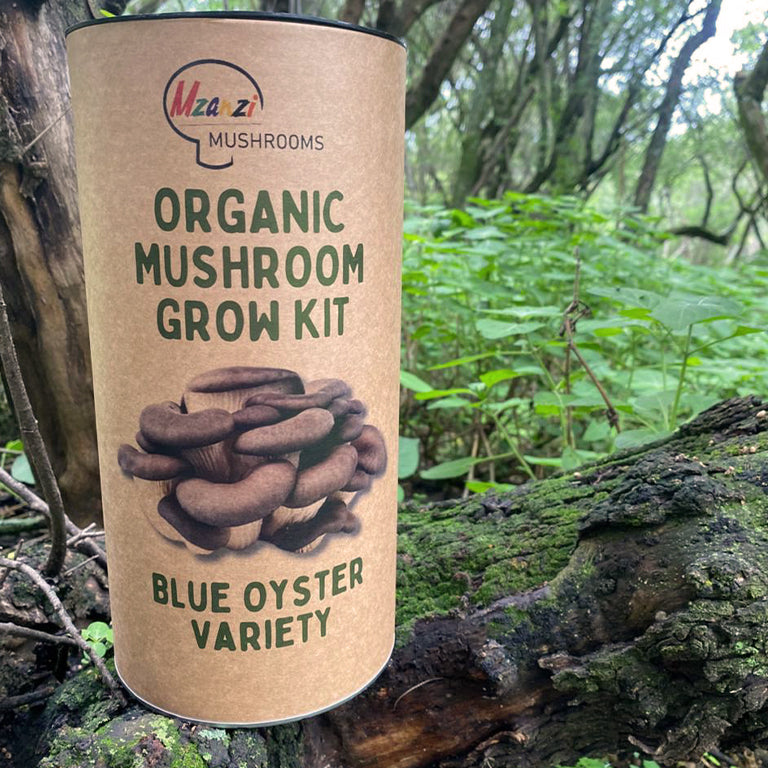 Mzanzi
MUSHROOMS
ORGANIC
MUSHROOM
GROW KIT
BLUE OYSTER
VARIETY